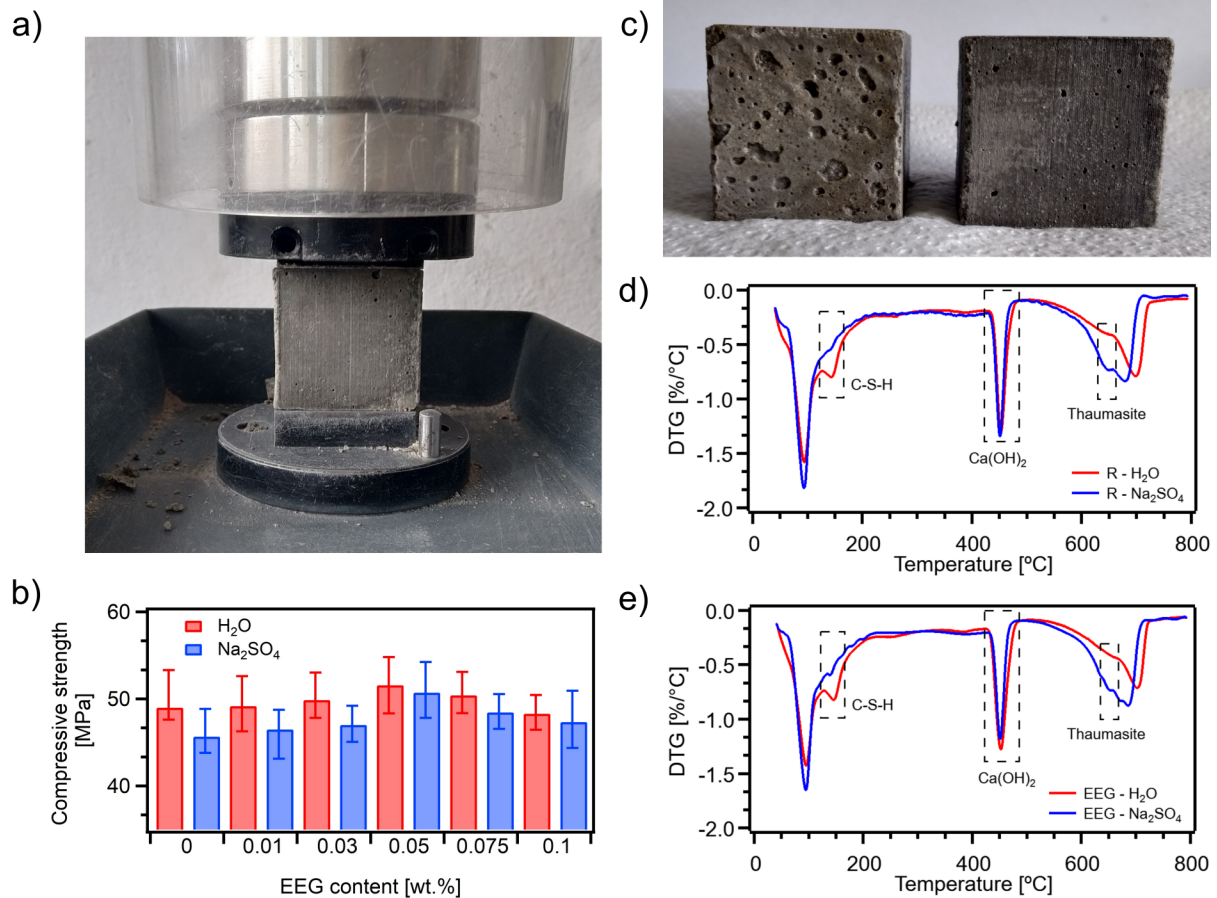 a)
b)
60
50
40
Compressive strength
[MPa]
H₂O
Na₂SO₄
0 0.01 0.03 0.05 0.075 0.1
EEG content [wt.%]
c)
d)
0.0
-0.5
-1.0
-1.5
-2.0
DTG [%/°C]
C-S-H
Ca(OH)₂
Thaumasite
R - H₂O
R - Na₂SO₄
0 200 400 600 800
Temperature [ºC]
e)
0.0
-0.5
-1.0
-1.5
-2.0
DTG [%/°C]
C-S-H
Ca(OH)₂
Thaumasite
EEG - H₂O
EEG - Na₂SO₄
0 200 400 600 800
Temperature [ºC]